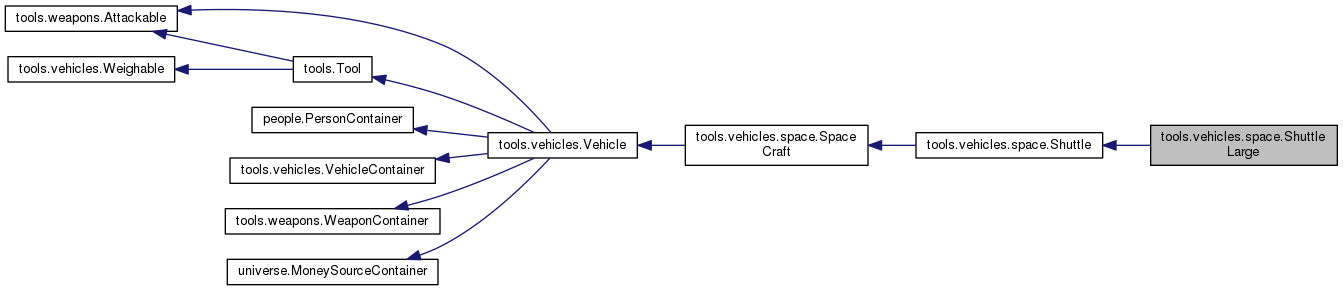 tools.weapons.Attackable
tools.vehicles.Weighable
tools.Tool
people.PersonContainer
tools.vehicles.VehicleContainer
tools.weapons.WeaponContainer
universe.MoneySourceContainer
tools.vehicles.Vehicle
tools.vehicles.space.Space
Craft
tools.vehicles.space.Shuttle
tools.vehicles.space.Shuttle
Large